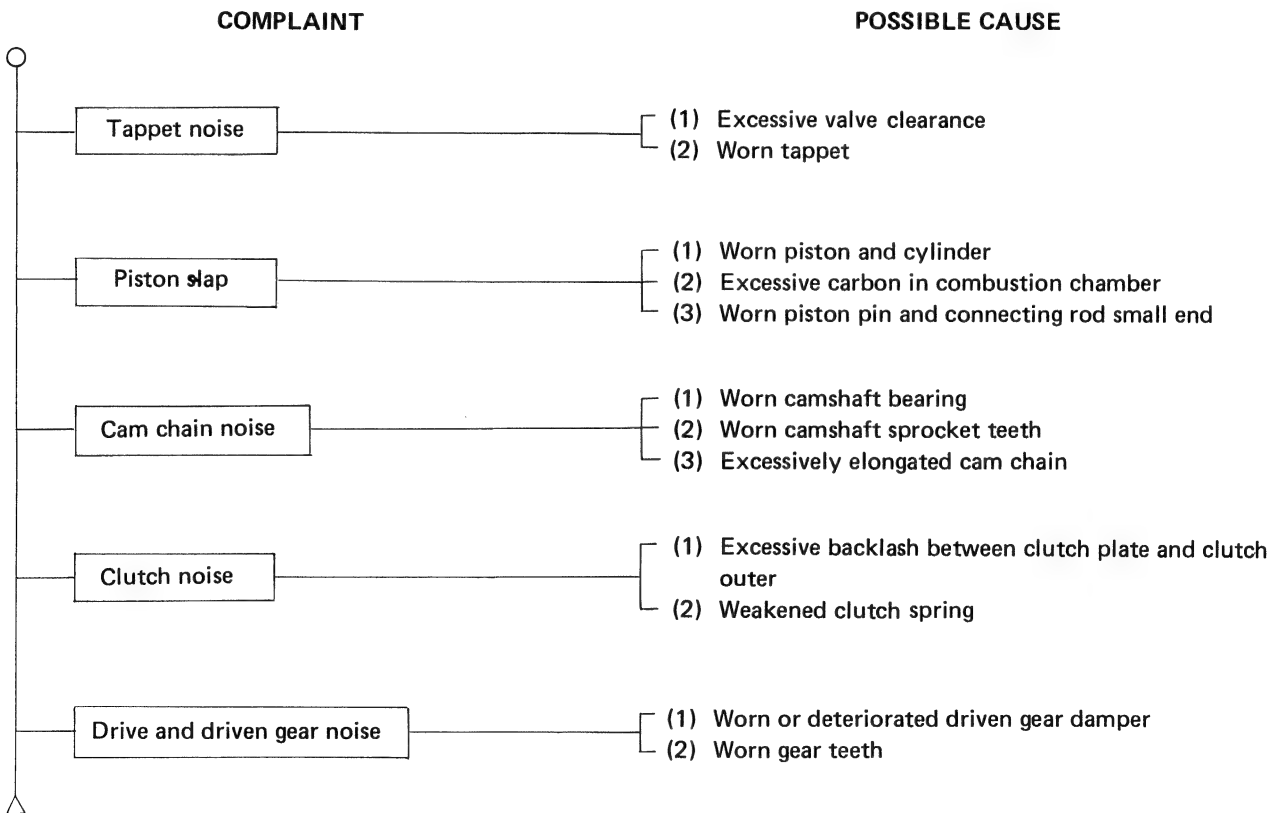 COMPLAINT POSSIBLE CAUSE
Tappet noise
(1) Excessive valve clearance
(2) Worn tappet
Piston slap
(1) Worn piston and cylinder
(2) Excessive carbon in combustion chamber
(3) Worn piston pin and connecting rod small end
Cam chain noise
(1) Worn camshaft bearing
(2) Worn camshaft sprocket teeth
(3) Excessively elongated cam chain
Clutch noise
(1) Excessive backlash between clutch plate and clutch
outer
(2) Weakened clutch spring
Drive and driven gear noise
(1) Worn or deteriorated driven gear damper
(2) Worn gear teeth